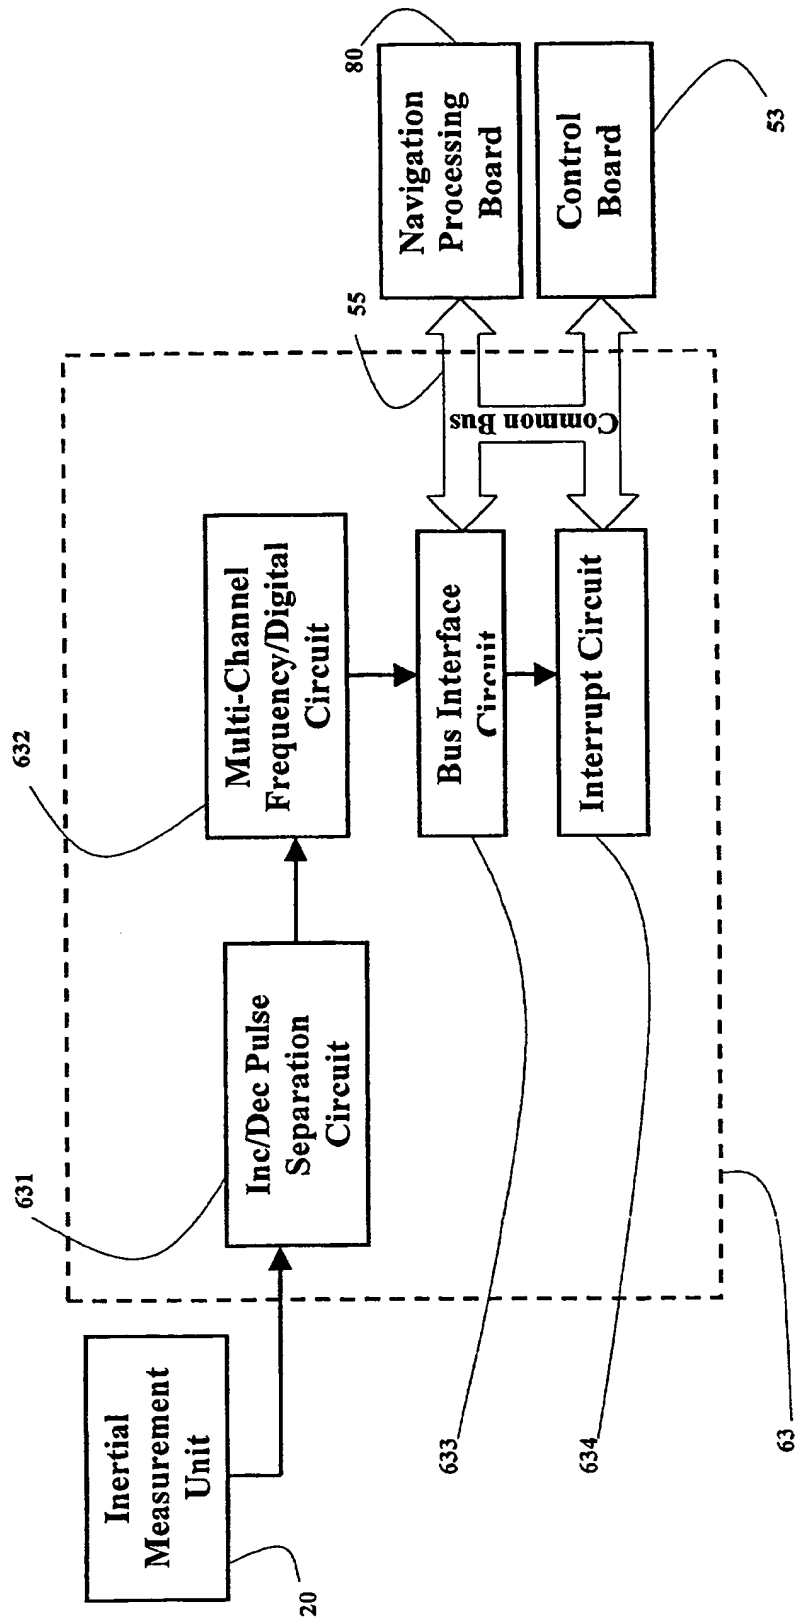 Inertial
Measurement
Unit
20
631
Inc/Dec Pulse
Separation
Circuit
632
Multi-Channel
Frequency/Digital
Circuit
633
Bus Interface
Circuit
634
Interrupt Circuit
63
55
Common Bus
80
Navigation
Processing
Board
Control
Board
53